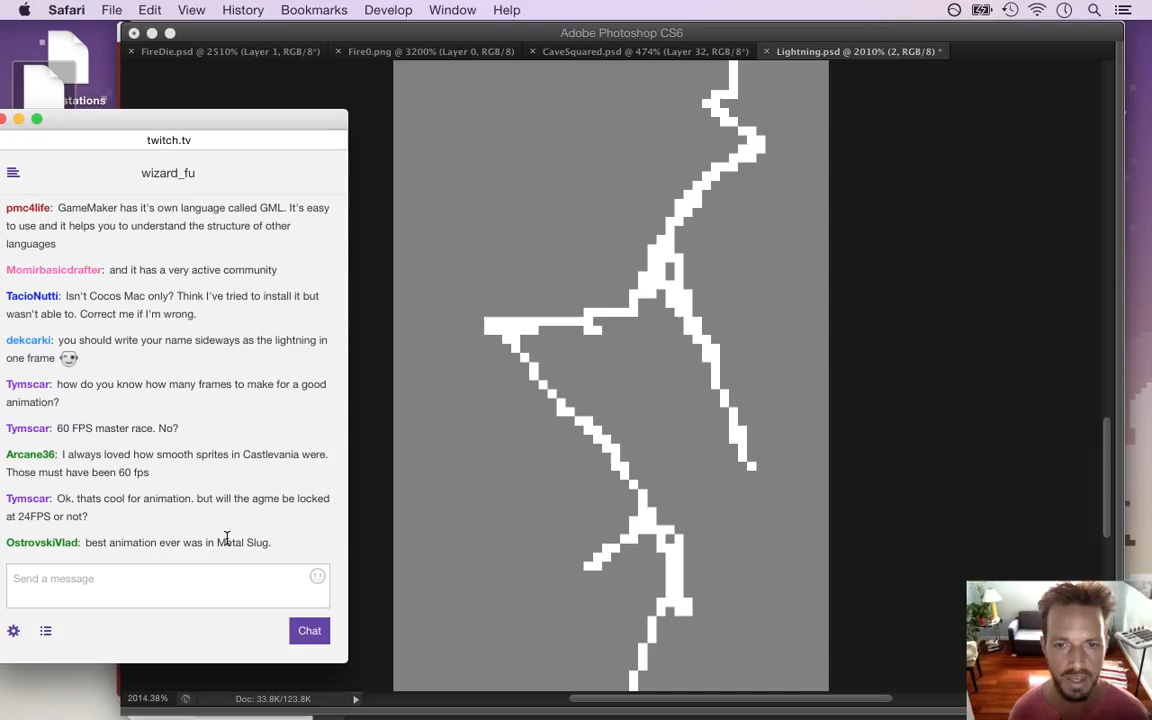 Safari File Edit View History Bookmarks Develop Window Help
Adobe Photoshop CS6
FireDie.psd @ 2510% (Layer 1, RGB/8*) Fire0.png @ 3200% (Layer 0, RGB/8) CaveSquared.psd @ 474% (Layer 32, RGB/8*) Lightning.psd @ 2010% (2, RGB/8) *
stations
twitch.tv
wizard_fu
pmc4life: GameMaker has it's own language called GML. It's easy
to use and it helps you to understand the structure of other
languages
Momirbasicdrafter: and it has a very active community
TacioNutti: Isn't Cocos Mac only? Think I've tried to install it but
wasn't able to. Correct me if I'm wrong.
dekcarki: you should write your name sideways as the lightning in
one frame
Tymscar: how do you know how many frames to make for a good
animation?
Tymscar: 60 FPS master race. No?
Arcane36: I always loved how smooth sprites in Castlevania were.
Those must have been 60 fps
Tymscar: Ok. thats cool for animation. but will the agme be locked
at 24FPS or not?
OstrovskiVlad: best animation ever was in Metal Slug.
Send a message
Chat
2014.38% Doc: 33.8K/123.8K